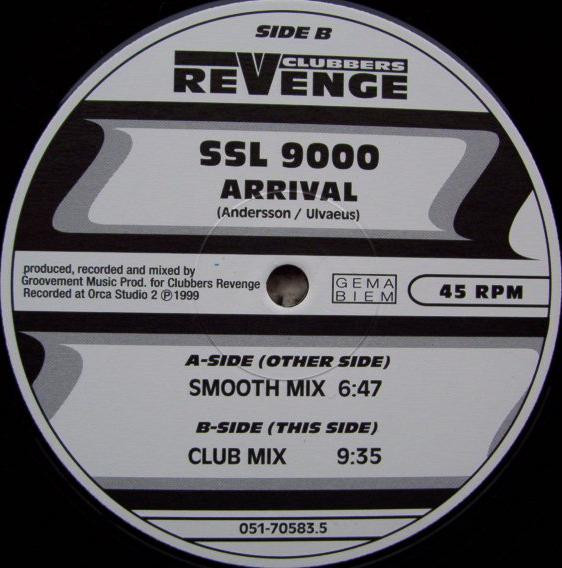 SIDE B
CLUBBERS
REVENGE
SSL 9000
ARRIVAL
(Andersson / Ulvaeus)
produced, recorded and mixed by
Groovement Music Prod. for Clubbers Revenge
Recorded at Orca Studio 2 ℗ 1999
GEMA
BIEM
45 RPM
A-SIDE (OTHER SIDE)
SMOOTH MIX 6:47
B-SIDE (THIS SIDE)
CLUB MIX 9:35
051-70583.5